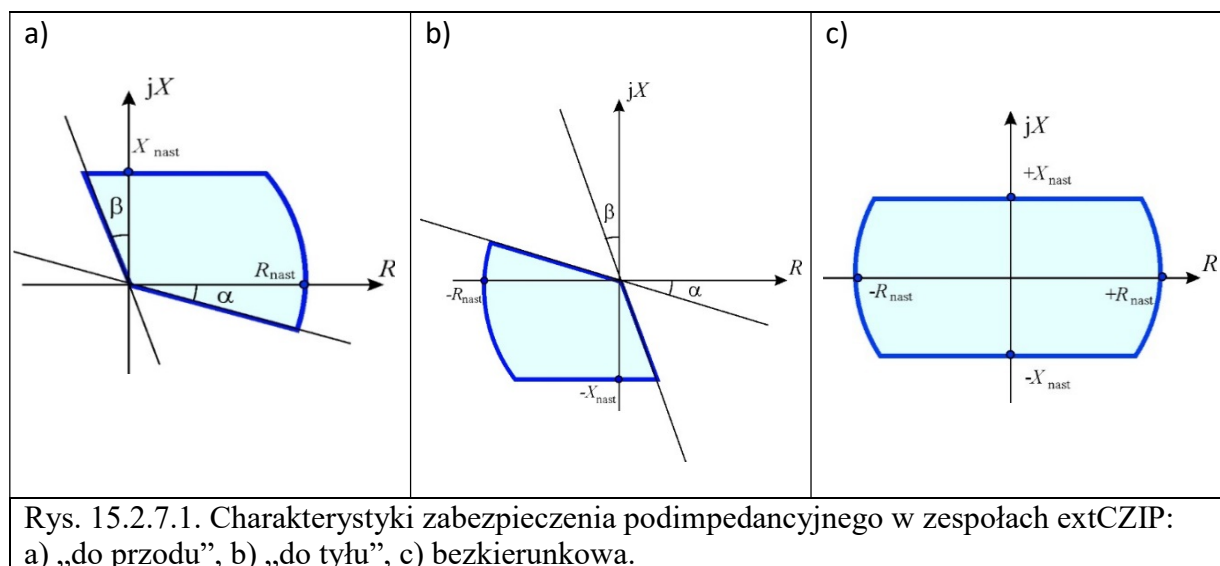 a)
jX
X nast
β
R nast
R
α
b)
jX
β
R
-R nast
α
-X nast
c)
jX
+X nast
R
-R nast
+R nast
-X nast
Rys. 15.2.7.1. Charakterystyki zabezpieczenia podimpedancyjnego w zespołach extCZIP:
a) „do przodu”, b) „do tyłu”, c) bezkierunkowa.